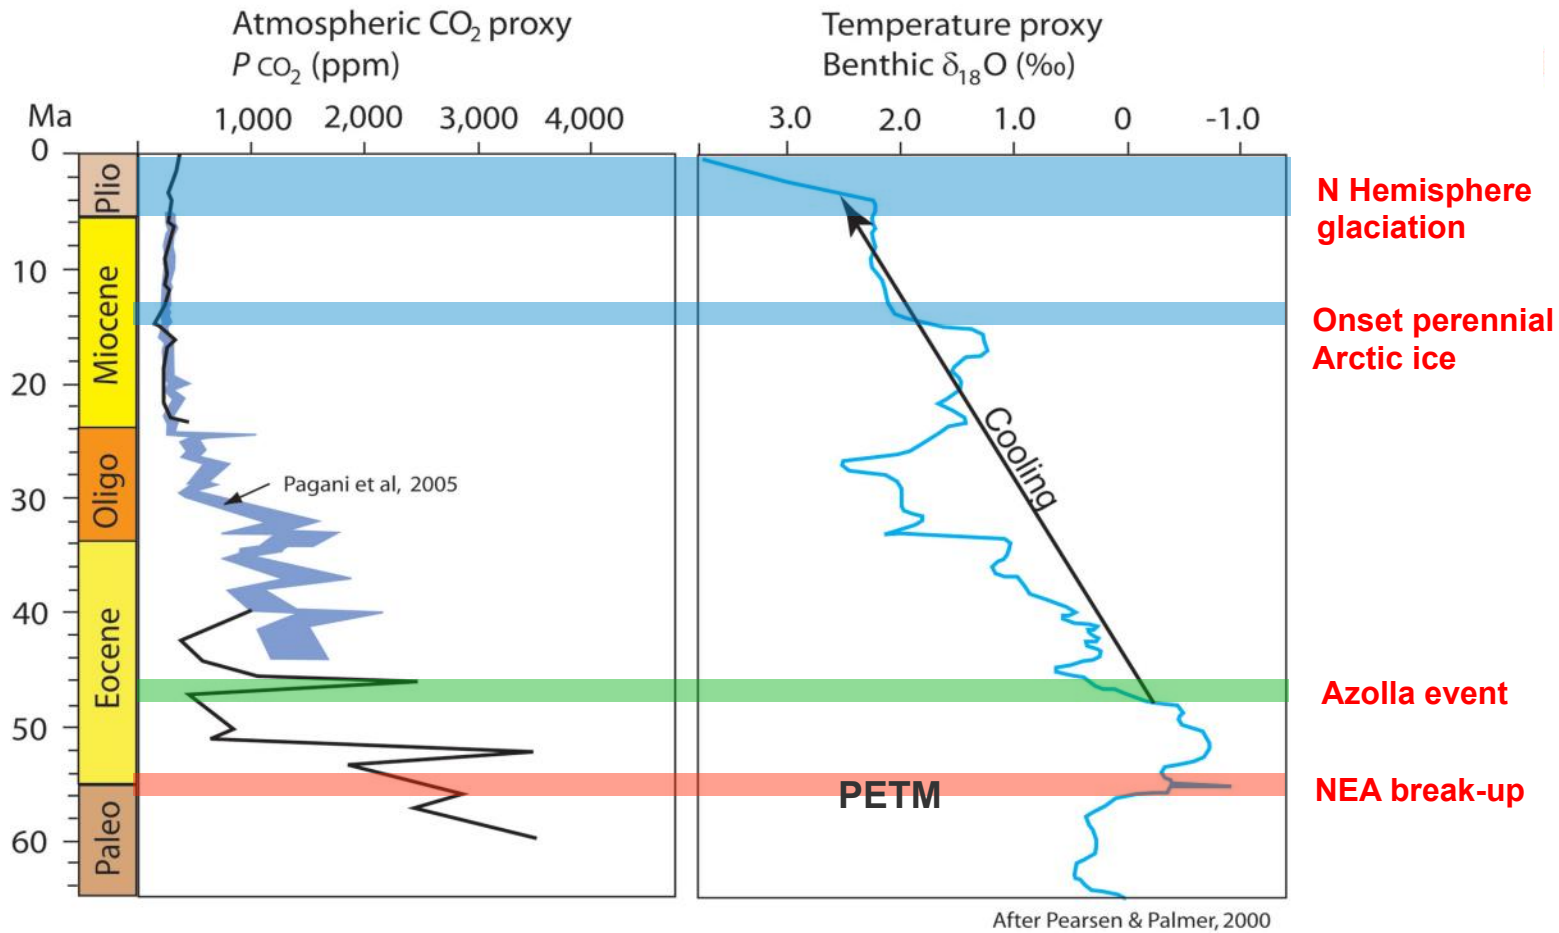 Atmospheric CO₂ proxy
P CO₂ (ppm)
Temperature proxy
Benthic δ₁₈O (‰)
Ma
1,000 2,000 3,000 4,000
3.0 2.0 1.0 0 -1.0
0
10
20
30
40
50
60
Plio
Miocene
Oligo
Eocene
Paleo
Pagani et al, 2005
Cooling
PETM
N Hemisphere
glaciation
Onset perennial
Arctic ice
Azolla event
NEA break-up
After Pearsen & Palmer, 2000